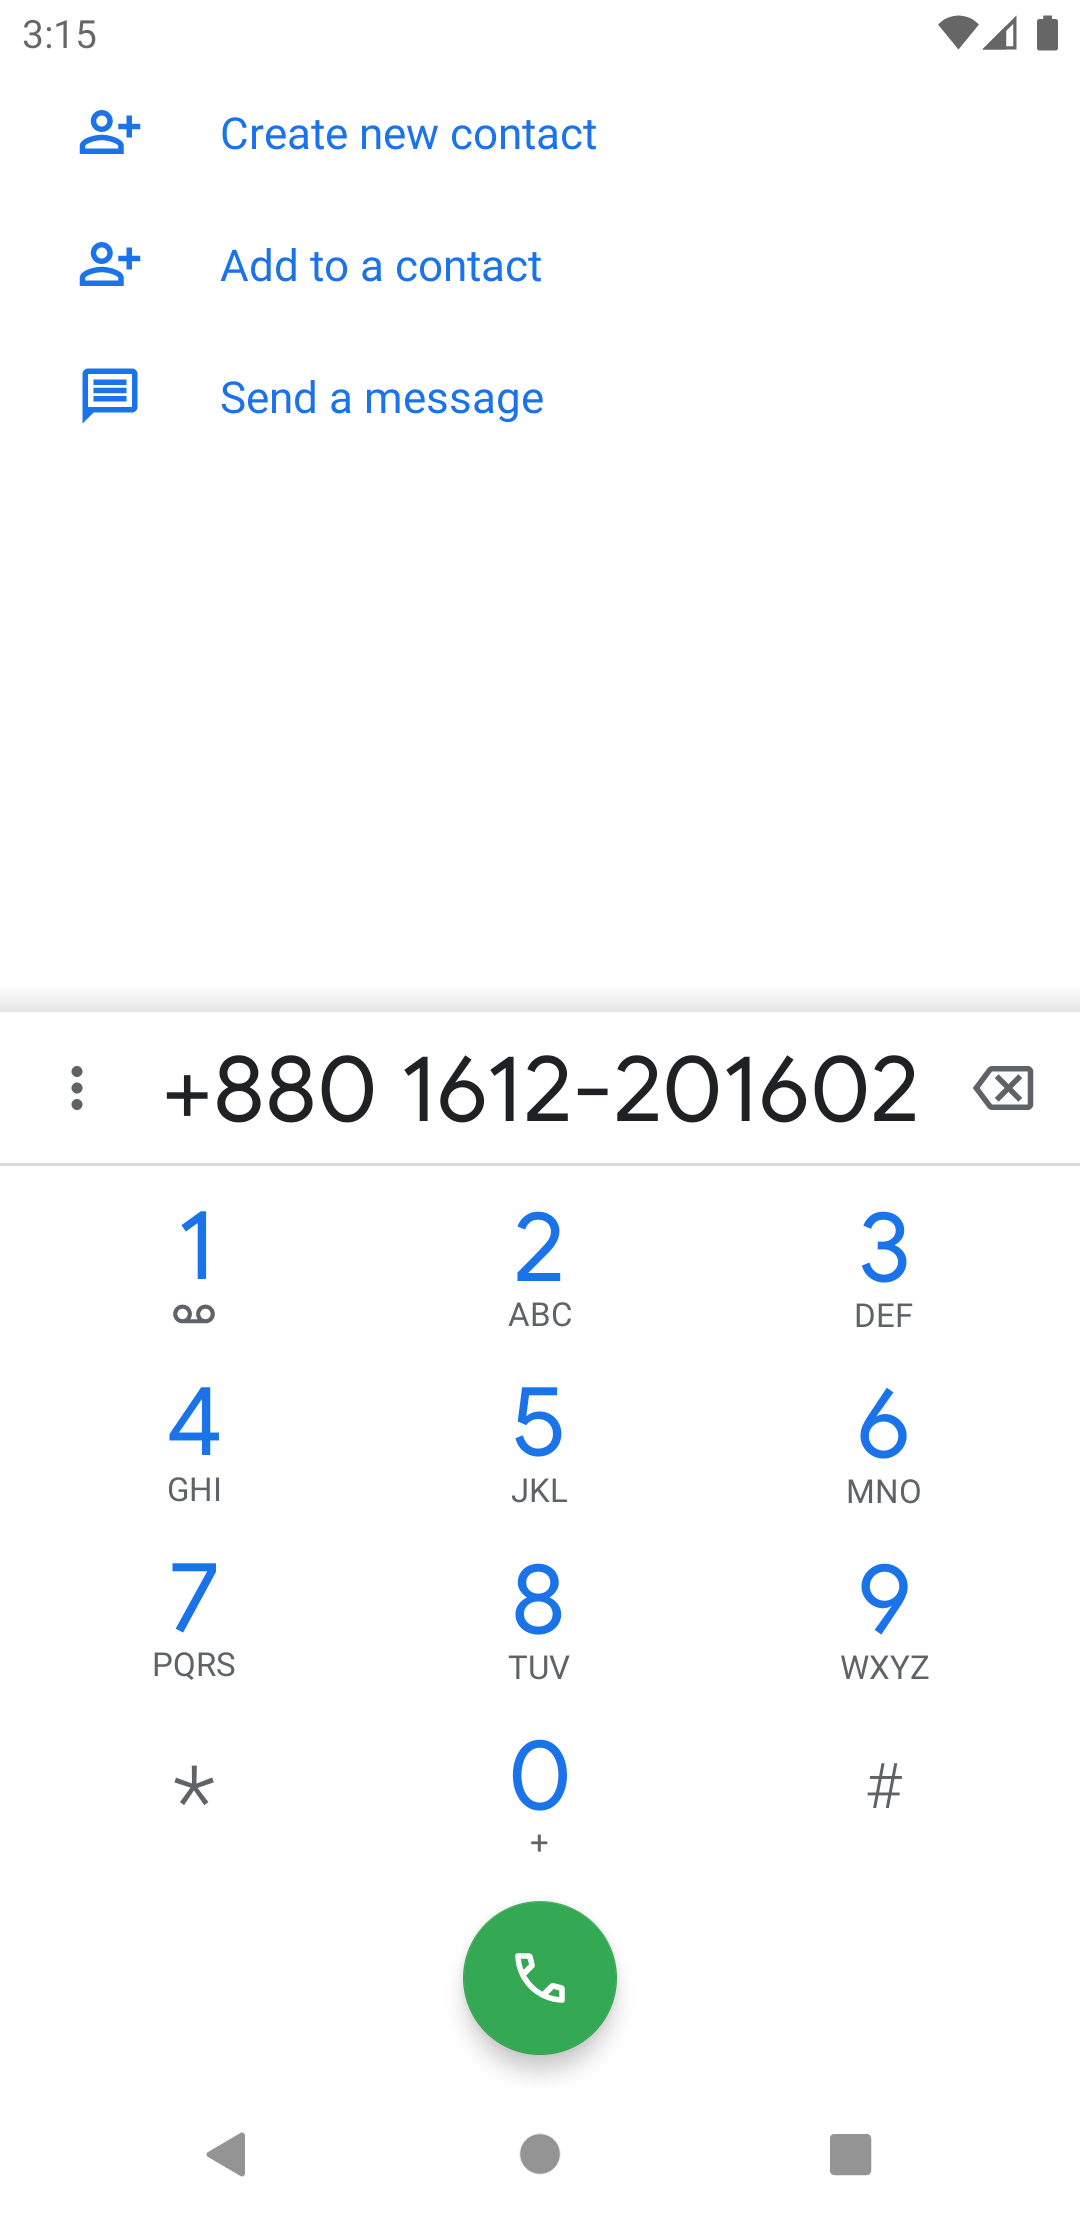 3:15
Create new contact
Add to a contact
Send a message
+880 1612-201602
1 2 3
ABC DEF
4 5 6
GHI JKL MNO
7 8 9
PQRS TUV WXYZ
* 0 #
+